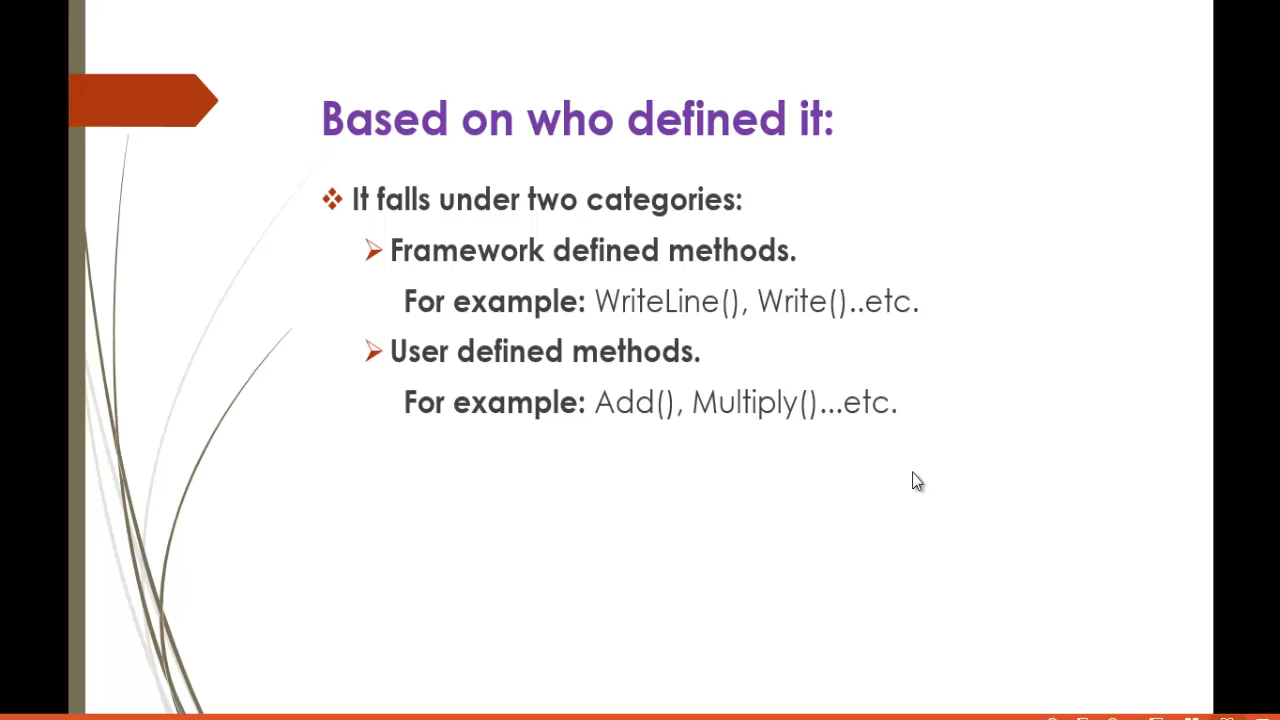 Based on who defined it:
It falls under two categories:
Framework defined methods.
For example: WriteLine(), Write()..etc.
User defined methods.
For example: Add(), Multiply()...etc.